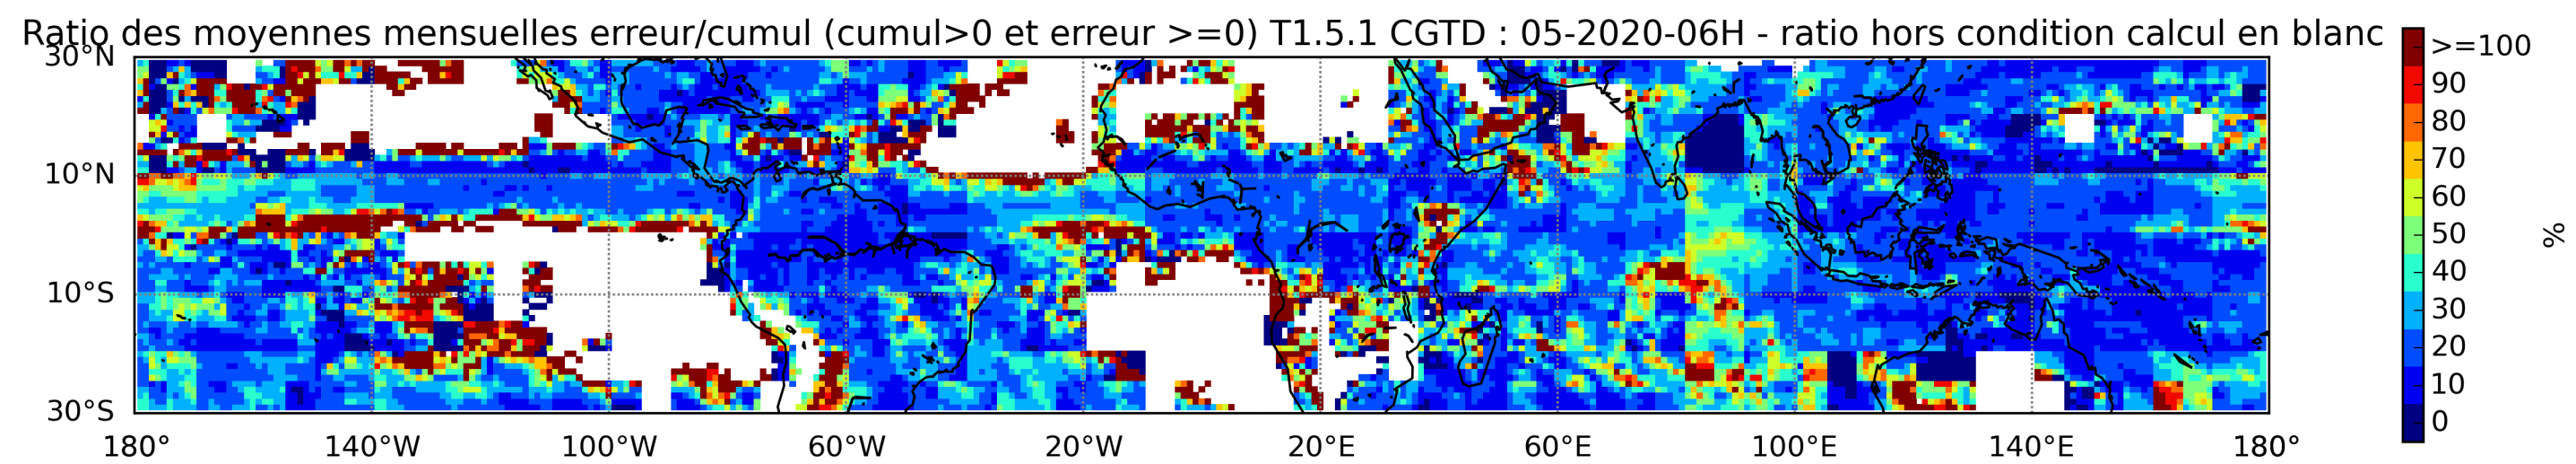 Ratio des moyennes mensuelles erreur/cumul (cumul>0 et erreur >=0) T1.5.1 CGTD : 05-2020-06H - ratio hors condition calcul en blanc
30°N
10°N
10°S
30°S
180° 140°W 100°W 60°W 20°W 20°E 60°E 100°E 140°E 180°
>=100
90
80
70
60
50
40
30
20
10
0
%